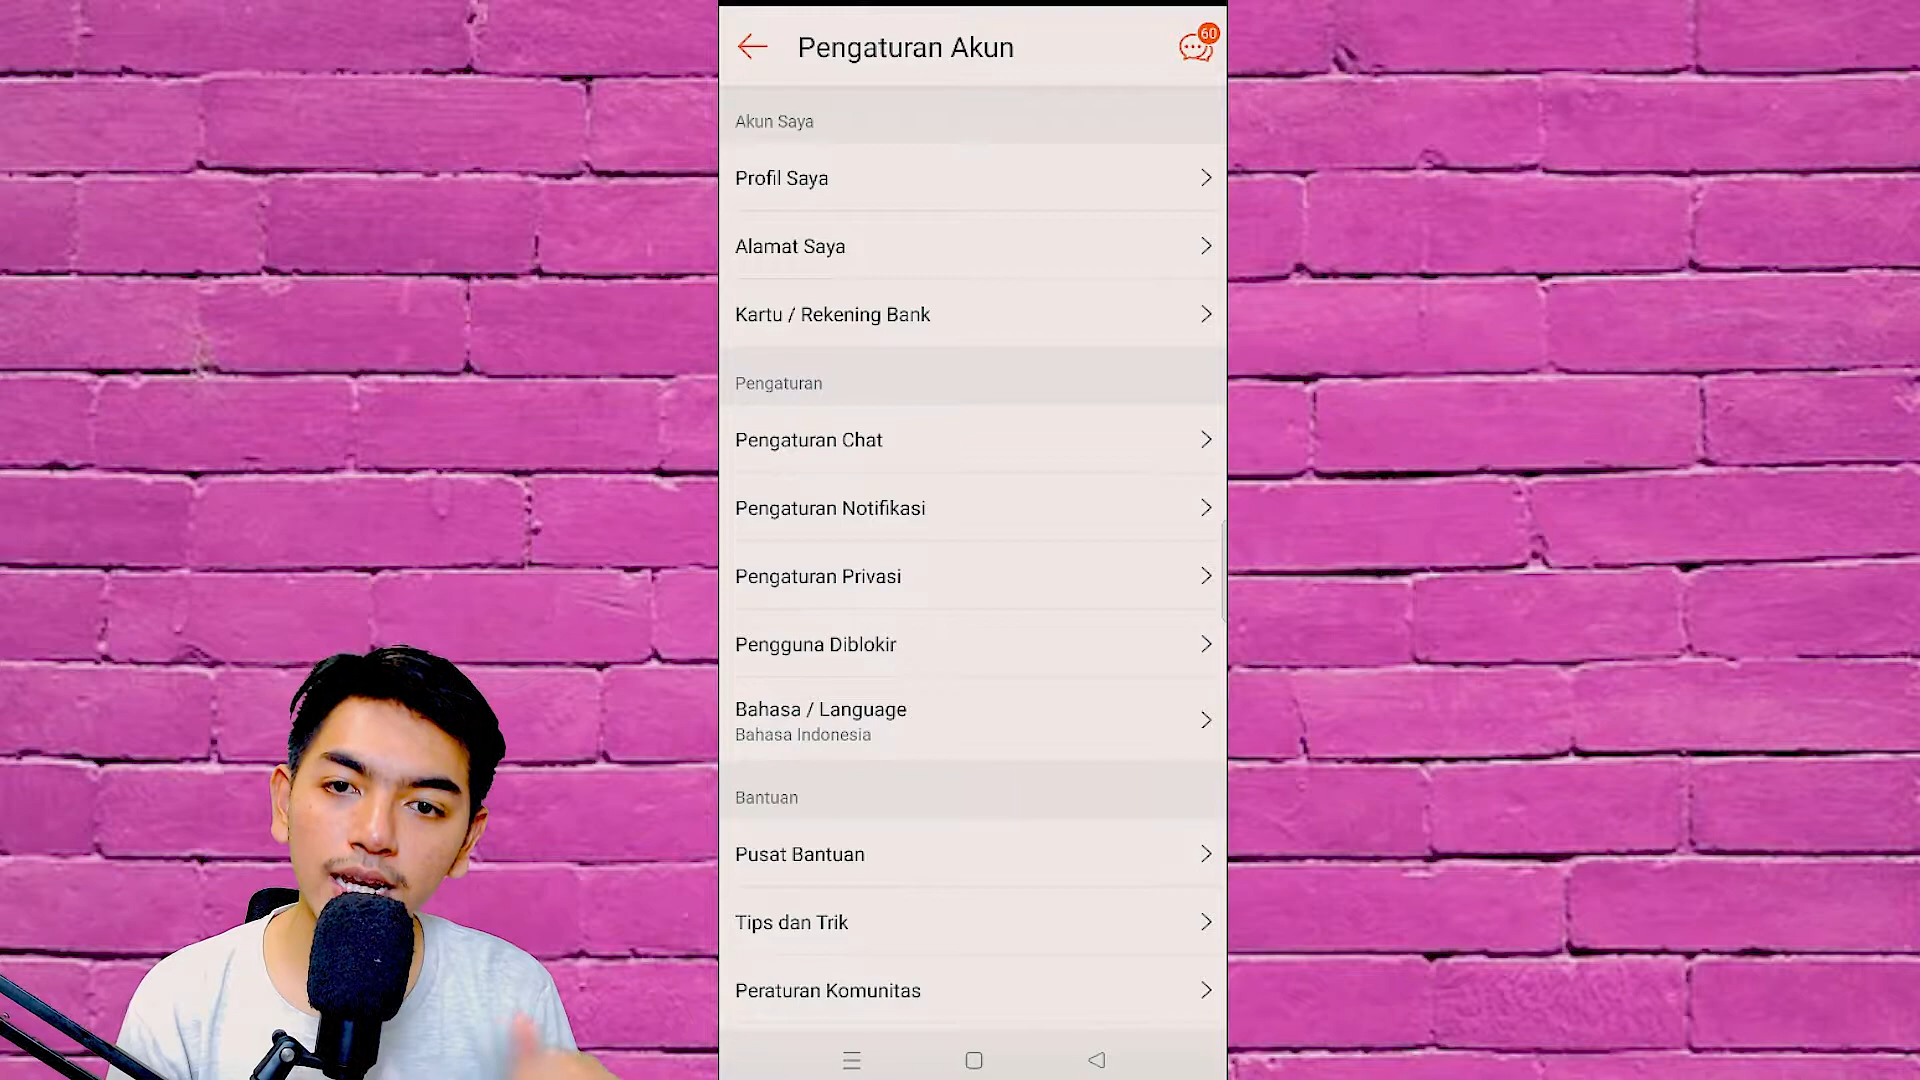 Pengaturan Akun
60
Akun Saya
Profil Saya
Alamat Saya
Kartu / Rekening Bank
Pengaturan
Pengaturan Chat
Pengaturan Notifikasi
Pengaturan Privasi
Pengguna Diblokir
Bahasa / Language
Bahasa Indonesia
Bantuan
Pusat Bantuan
Tips dan Trik
Peraturan Komunitas